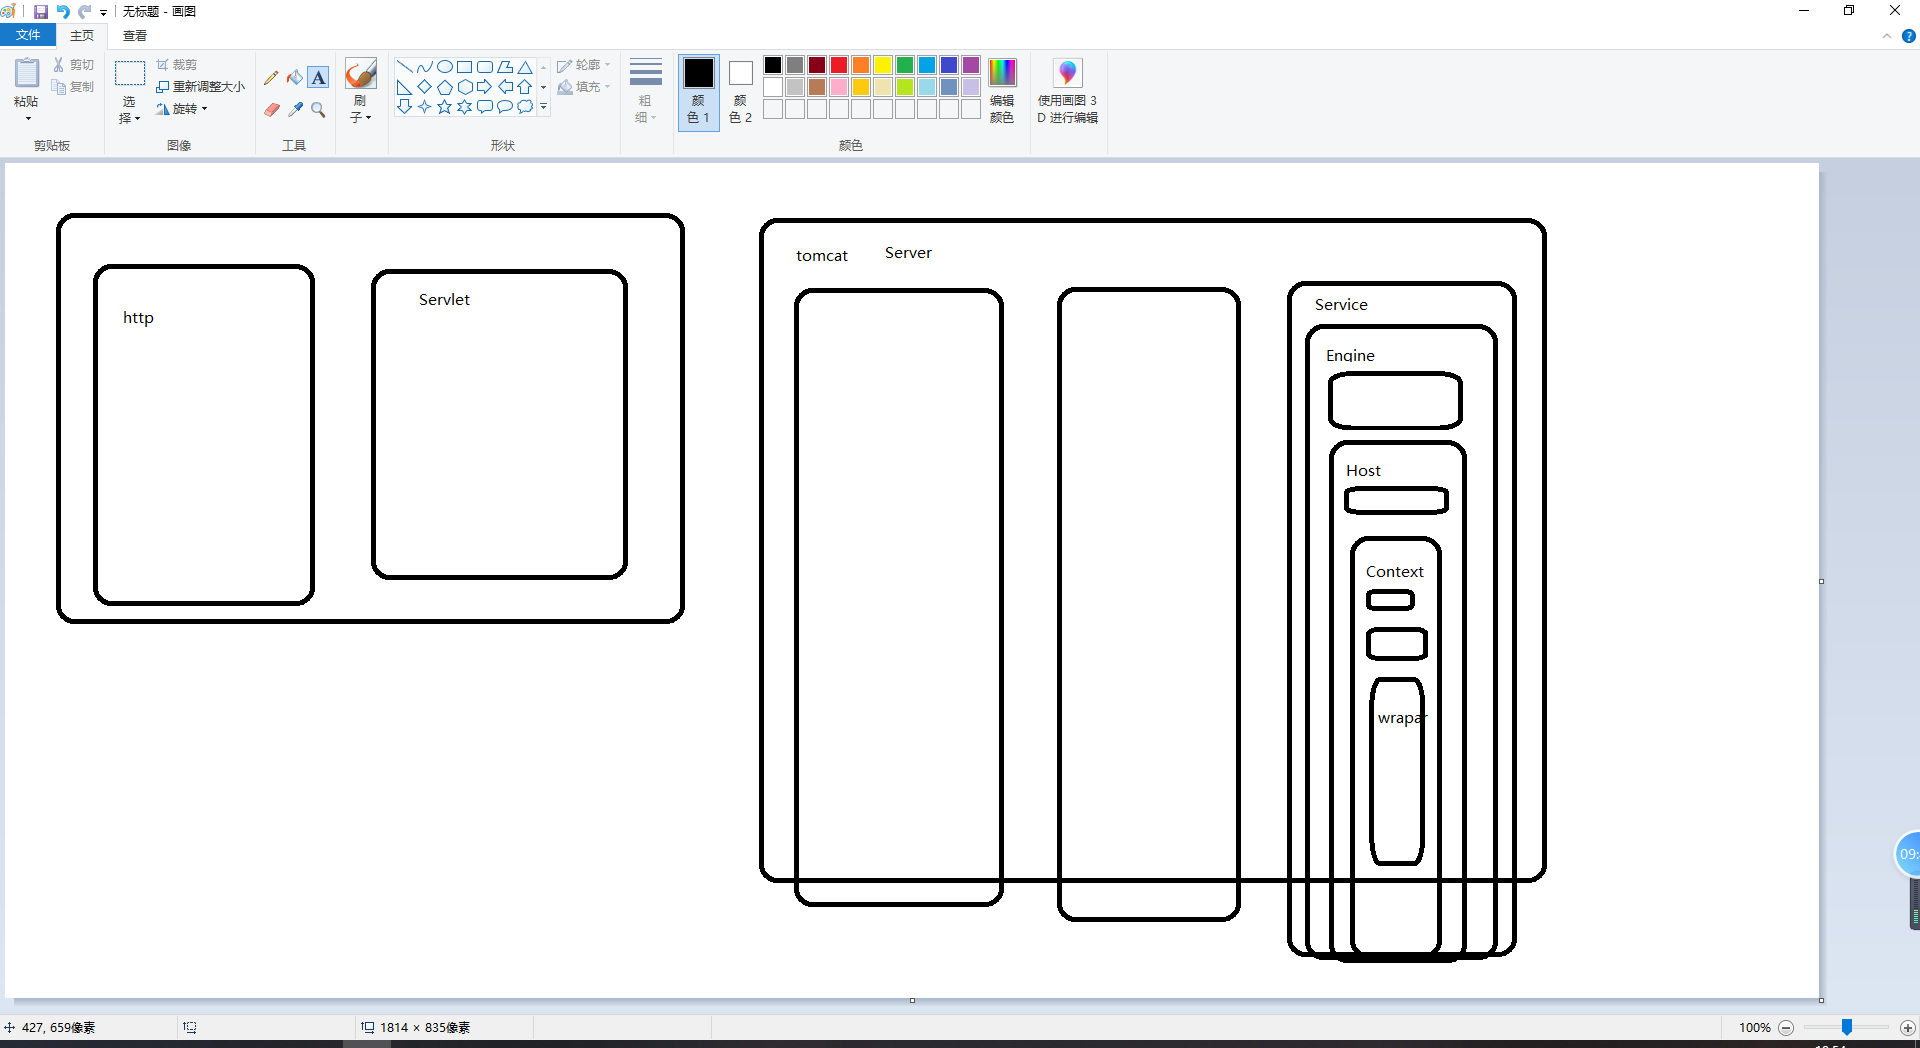 无标题 - 画图
文件
主页
查看
粘贴
剪切
复制
剪贴板
选
择
裁剪
重新调整大小
旋转
图像
A
工具
刷
子
轮廓
填充
形状
粗
细
颜
色 1
颜
色 2
编辑
颜色
颜色
使用画图 3
D 进行编辑
http
Servlet
tomcat
Server
Service
Engine
Host
Context
wrapar
427, 659像素
1814 × 835像素
100%